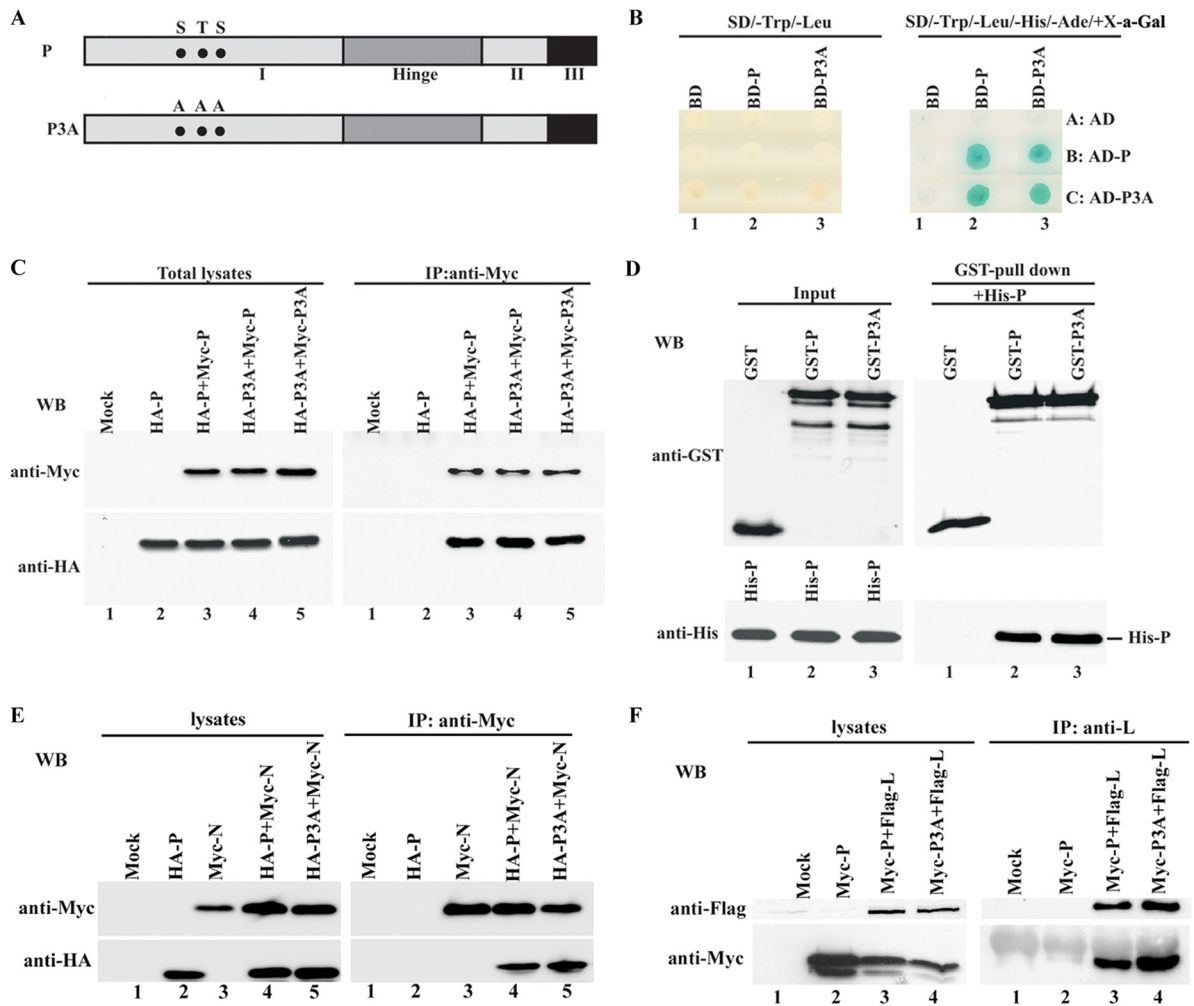 A
S T S
P
I Hinge II III
A A A
P3A
B
SD/-Trp/-Leu
SD/-Trp/-Leu/-His/-Ade/+X-a-Gal
BD BD-P BD-P3A
BD BD-P BD-P3A
A: AD
B: AD-P
C: AD-P3A
1 2 3
1 2 3
C
Total lysates
IP:anti-Myc
WB
Mock HA-P HA-P+Myc-P HA-P3A+Myc-P HA-P3A+Myc-P3A
Mock HA-P HA-P+Myc-P HA-P3A+Myc-P HA-P3A+Myc-P3A
anti-Myc
anti-HA
1 2 3 4 5
1 2 3 4 5
D
Input
GST-pull down
+His-P
WB
GST GST-P GST-P3A
GST GST-P GST-P3A
anti-GST
His-P His-P His-P
anti-His
His-P
1 2 3
1 2 3
E
lysates
IP: anti-Myc
WB
Mock HA-P Myc-N HA-P+Myc-N HA-P3A+Myc-N
Mock HA-P Myc-N HA-P+Myc-N HA-P3A+Myc-N
anti-Myc
anti-HA
1 2 3 4 5
1 2 3 4 5
F
lysates
IP: anti-L
WB
Mock Myc-P Myc-P+Flag-L Myc-P3A+Flag-L
Mock Myc-P Myc-P+Flag-L Myc-P3A+Flag-L
anti-Flag
anti-Myc
1 2 3 4
1 2 3 4